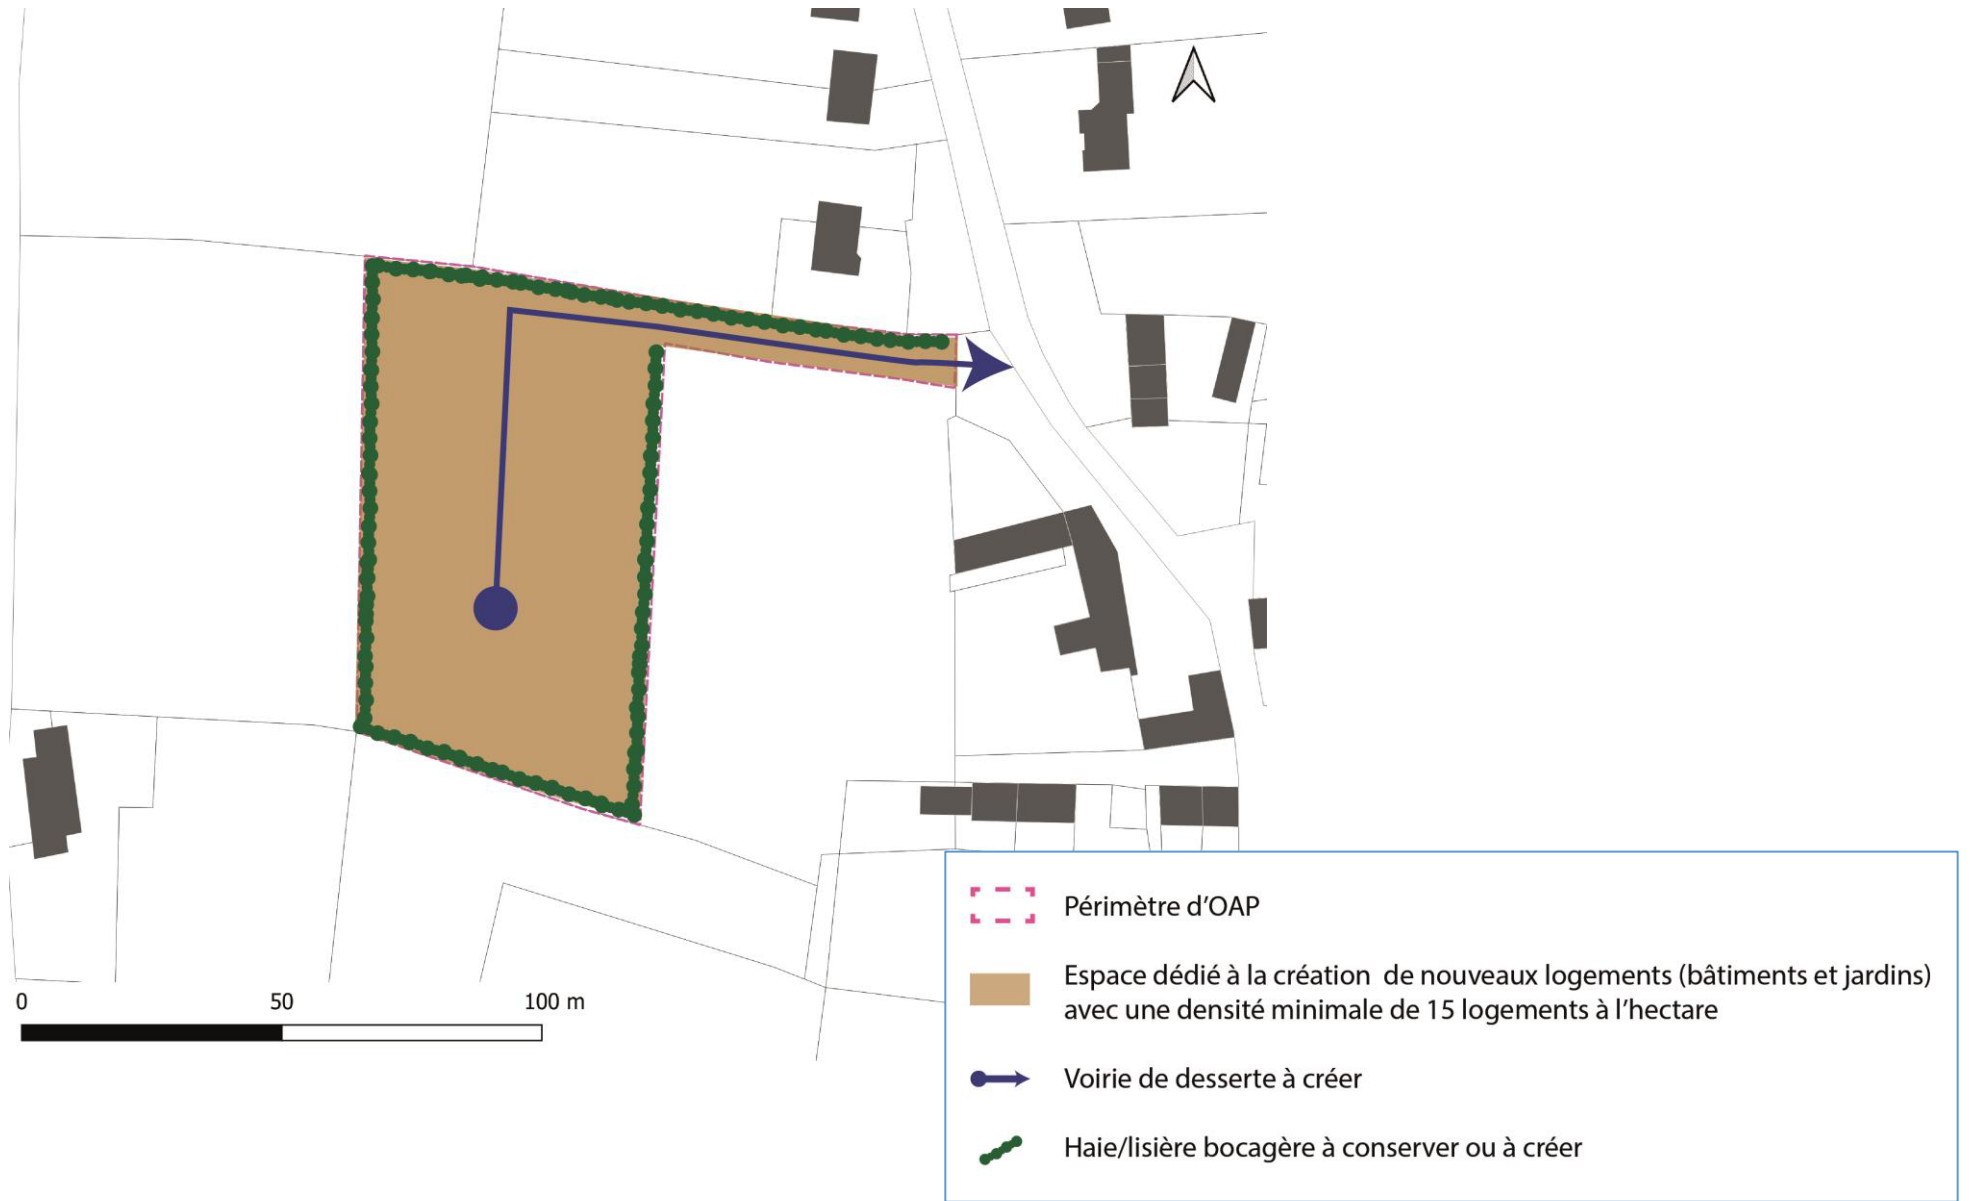 0 50 100 m
Périmètre d’OAP
Espace dédié à la création de nouveaux logements (bâtiments et jardins)
avec une densité minimale de 15 logements à l’hectare
Voirie de desserte à créer
Haie/lisière bocagère à conserver ou à créer